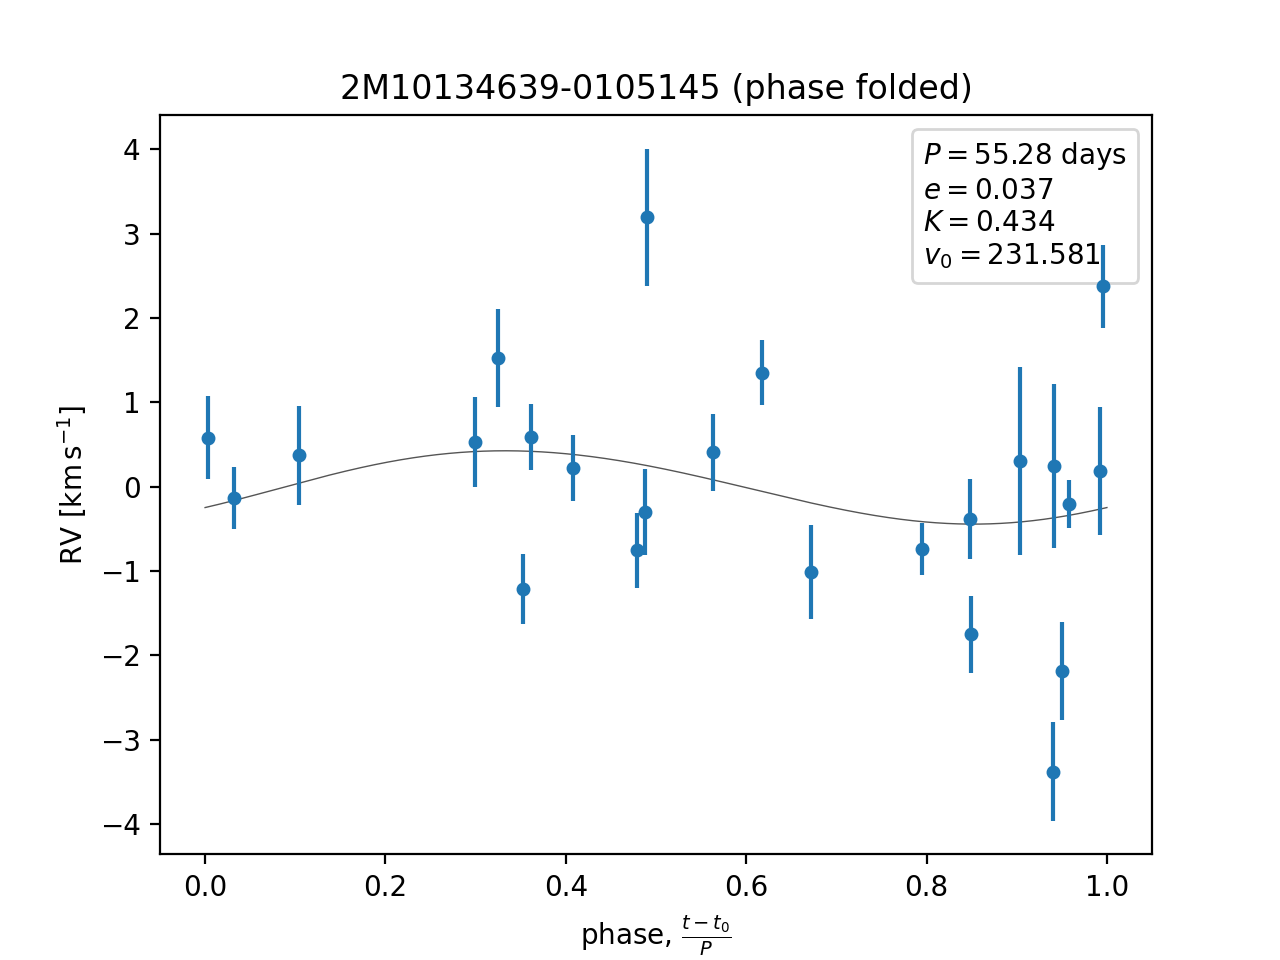 2M10134639-0105145 (phase folded)
P = 55.28 days
e = 0.037
K = 0.434
v₀ = 231.581
RV [km s⁻¹]
4
3
2
1
0
−1
−2
−3
−4
0.0 0.2 0.4 0.6 0.8 1.0
phase, (t − t₀)/P